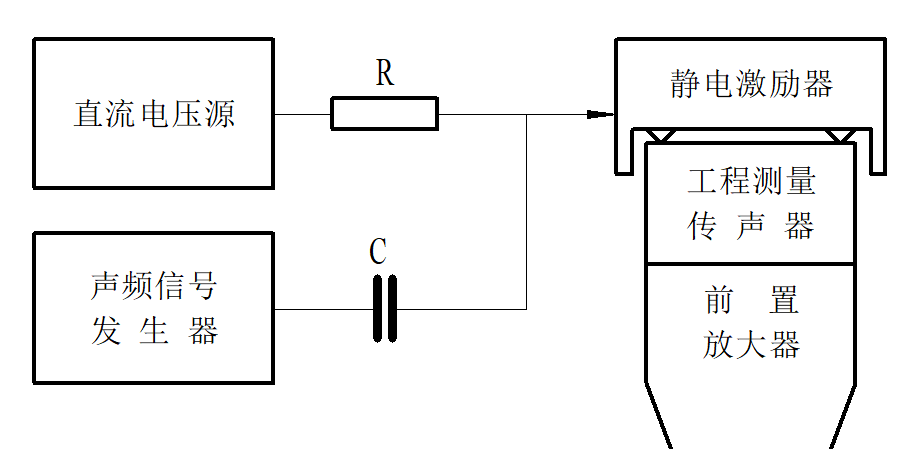 R
直流电压源
静电激励器
工程测量
传声器
C
声频信号
发生器
前置
放大器